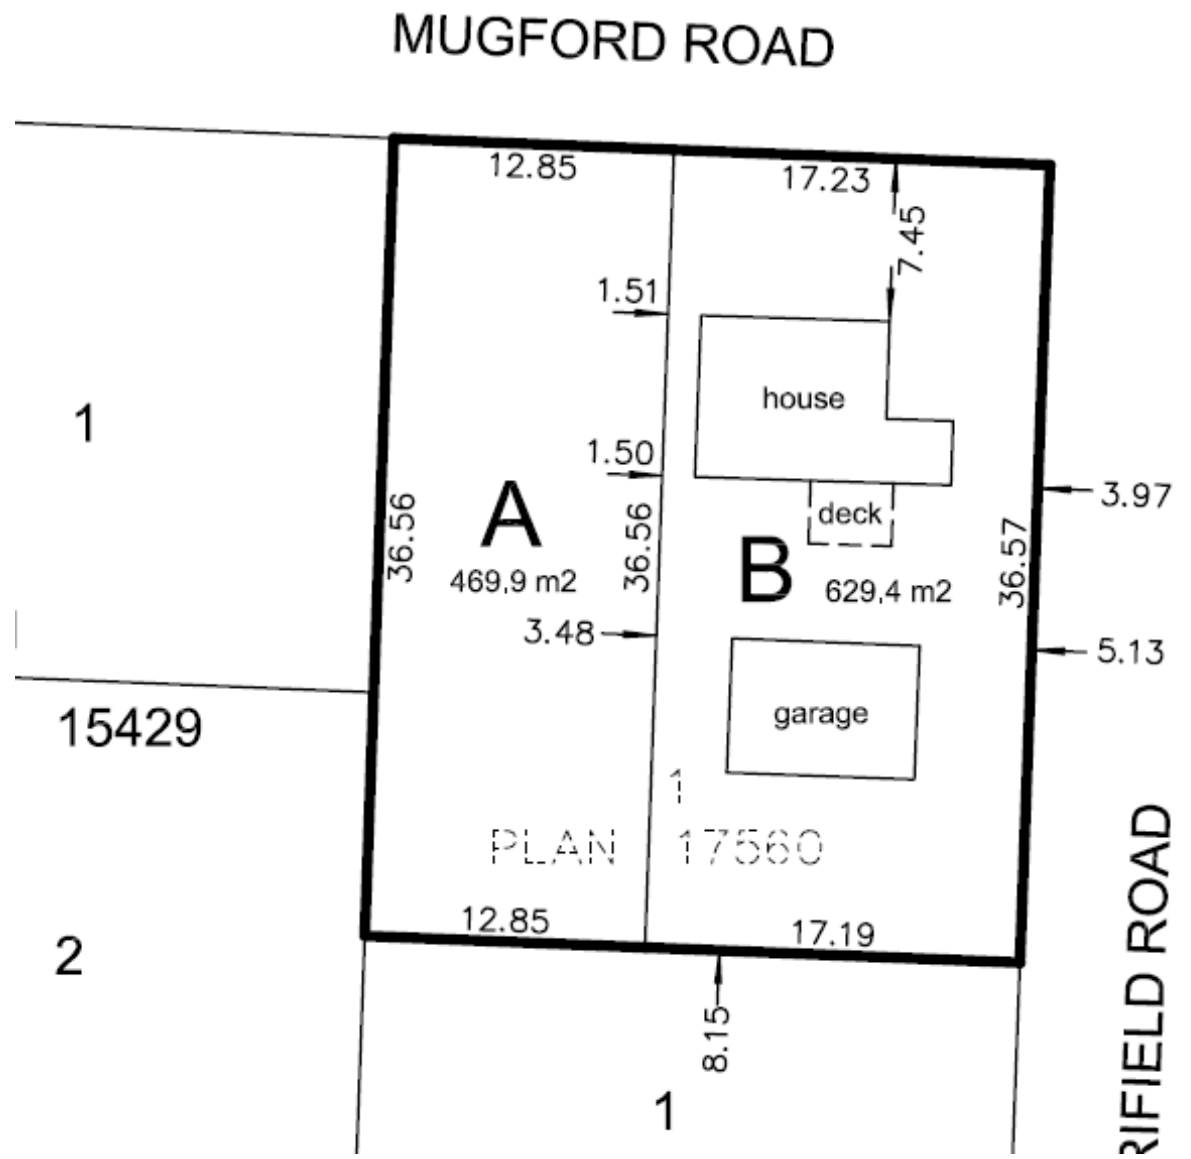 MUGFORD ROAD
12.85
17.23
7.45
1.51
house
1
1.50
3.97
A
36.56
36.56
deck
36.57
B
469,9 m2
629,4 m2
3.48
5.13
15429
garage
1
PLAN 17560
RIFIELD ROAD
12.85
17.19
2
8.15
1